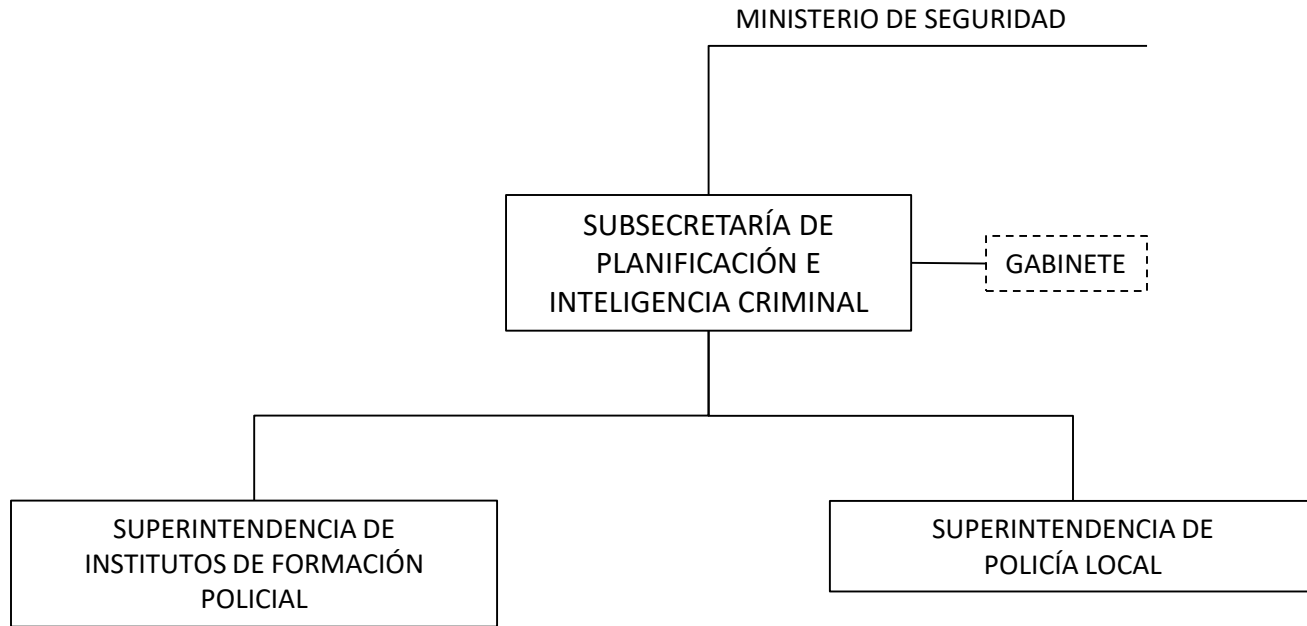 MINISTERIO DE SEGURIDAD
SUBSECRETARÍA DE
PLANIFICACIÓN E
INTELIGENCIA CRIMINAL
GABINETE
SUPERINTENDENCIA DE
INSTITUTOS DE FORMACIÓN
POLICIAL
SUPERINTENDENCIA DE
POLICÍA LOCAL